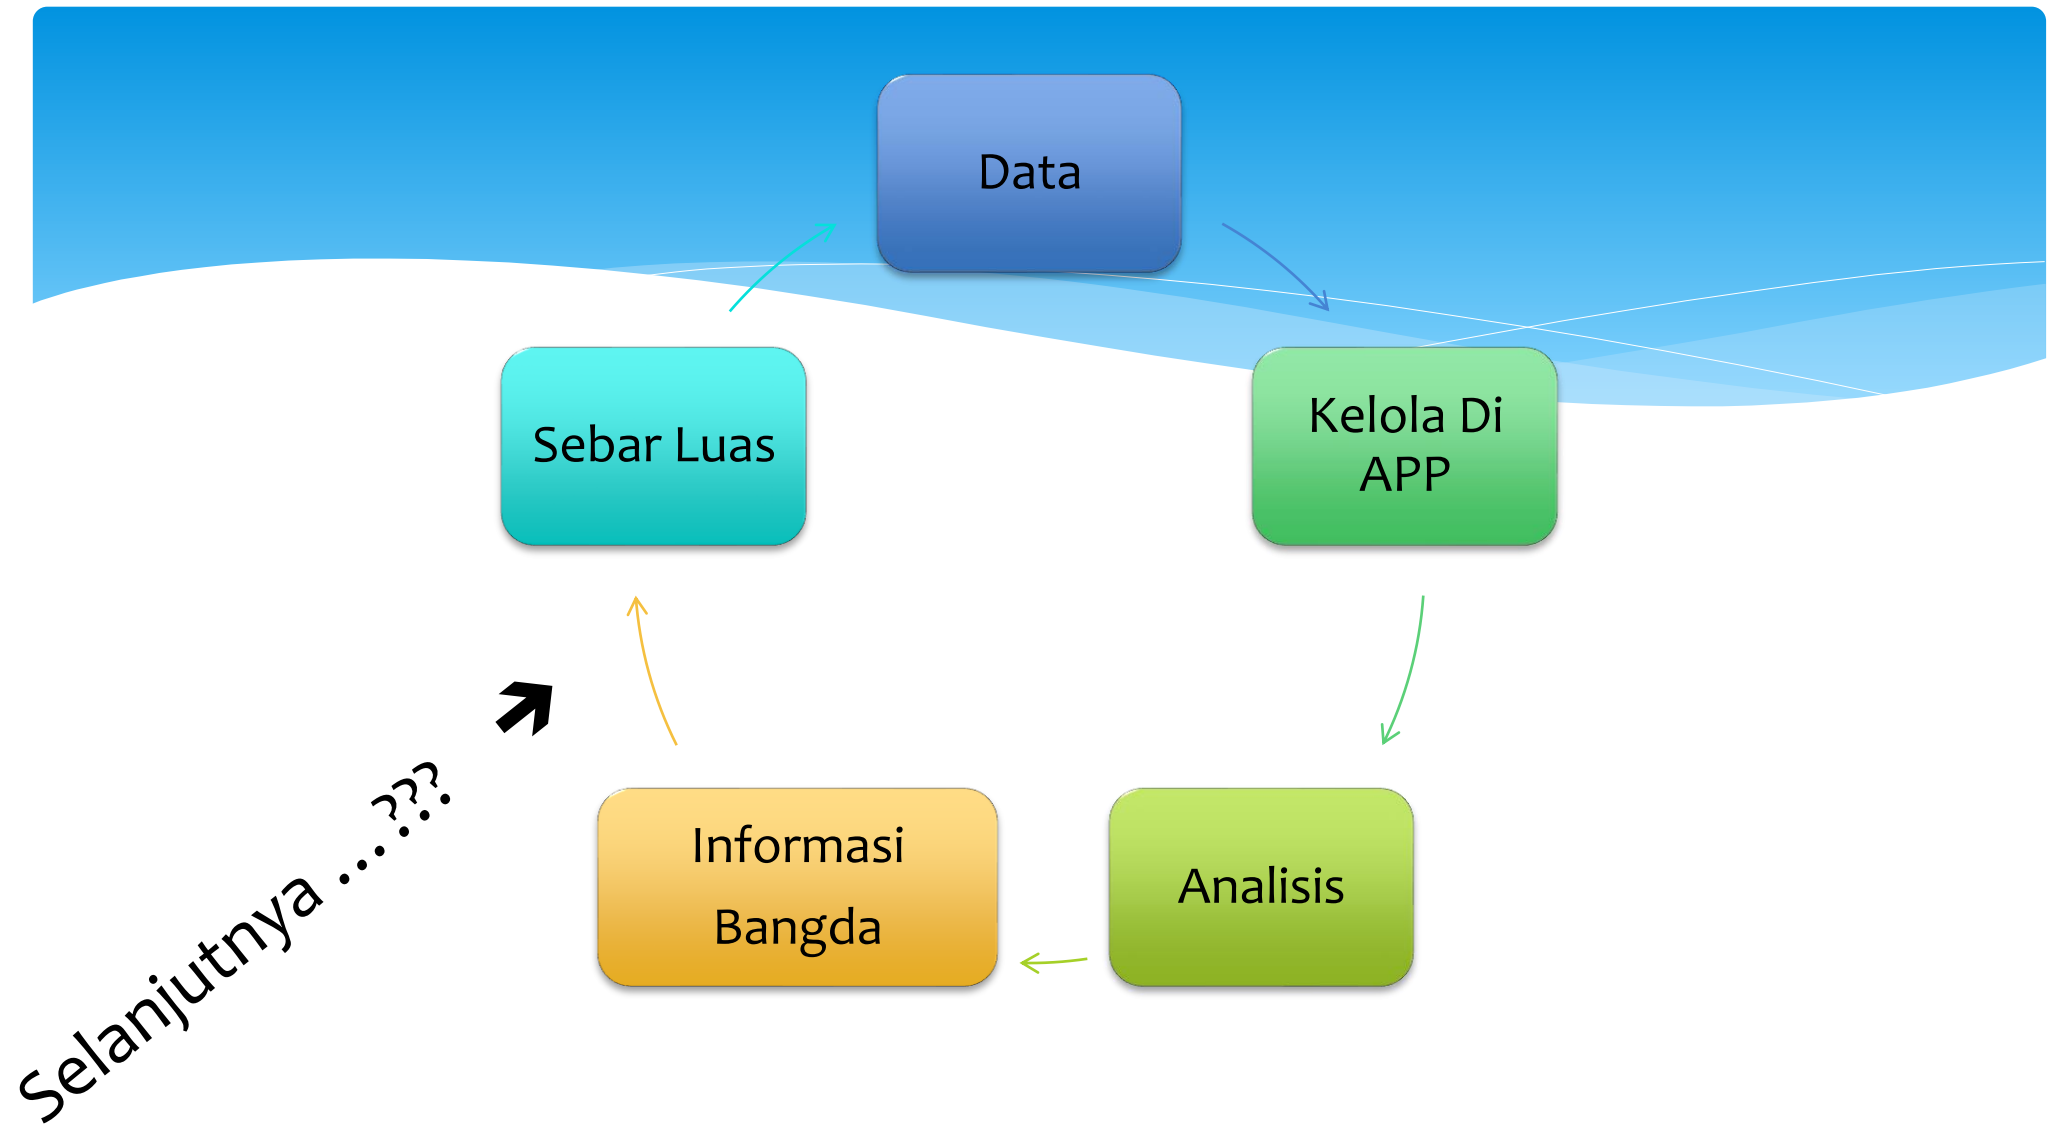 Data
Kelola Di
APP
Analisis
Informasi
Bangda
Sebar Luas
Selanjutnya ...???